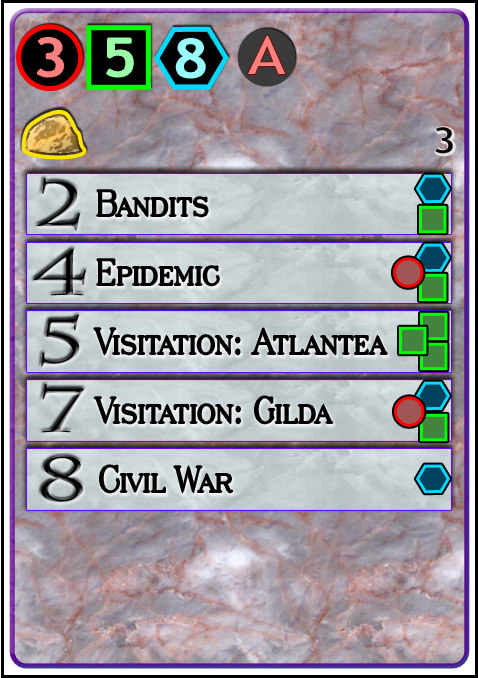 3 5 8 A
3
2 Bandits
4 Epidemic
5 Visitation: Atlantea
7 Visitation: Gilda
8 Civil War